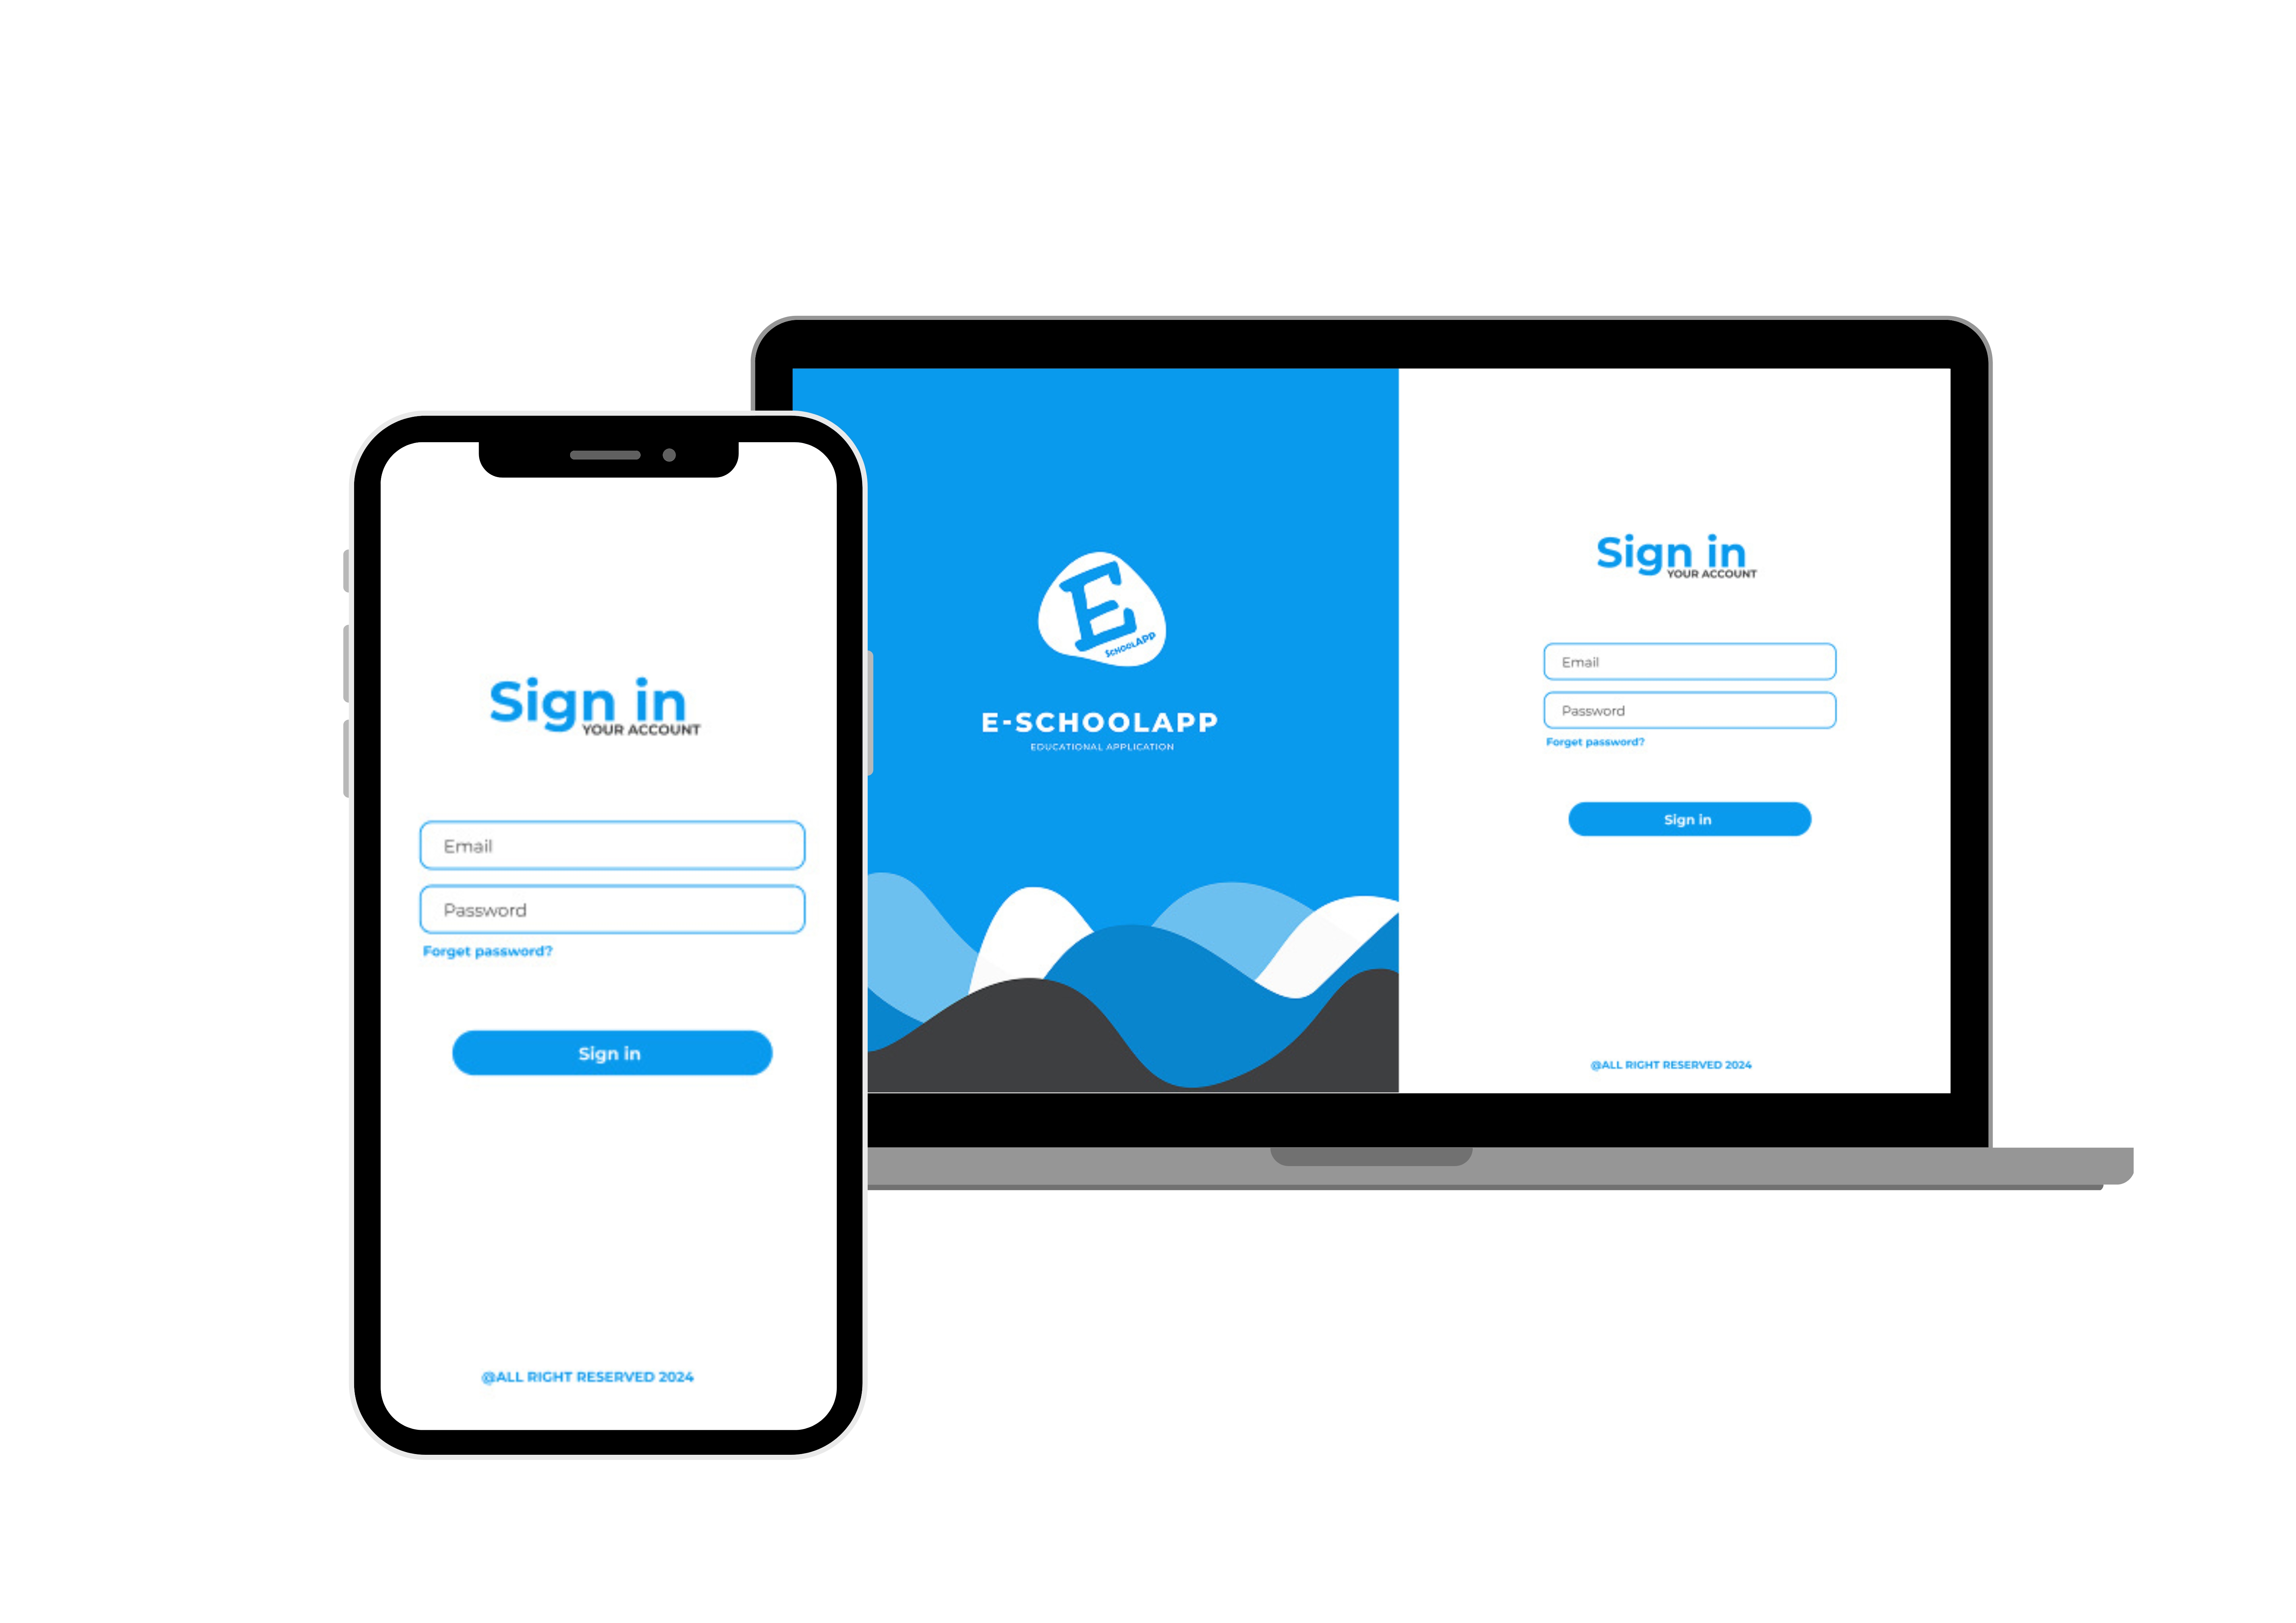 Sign in
YOUR ACCOUNT
Email
Password
Forget password?
Sign in
@ALL RIGHT RESERVED 2024
E
SCHOOLAPP
E-SCHOOLAPP
EDUCATIONAL APPLICATION
Sign in
YOUR ACCOUNT
Email
Password
Forget password?
Sign in
@ALL RIGHT RESERVED 2024